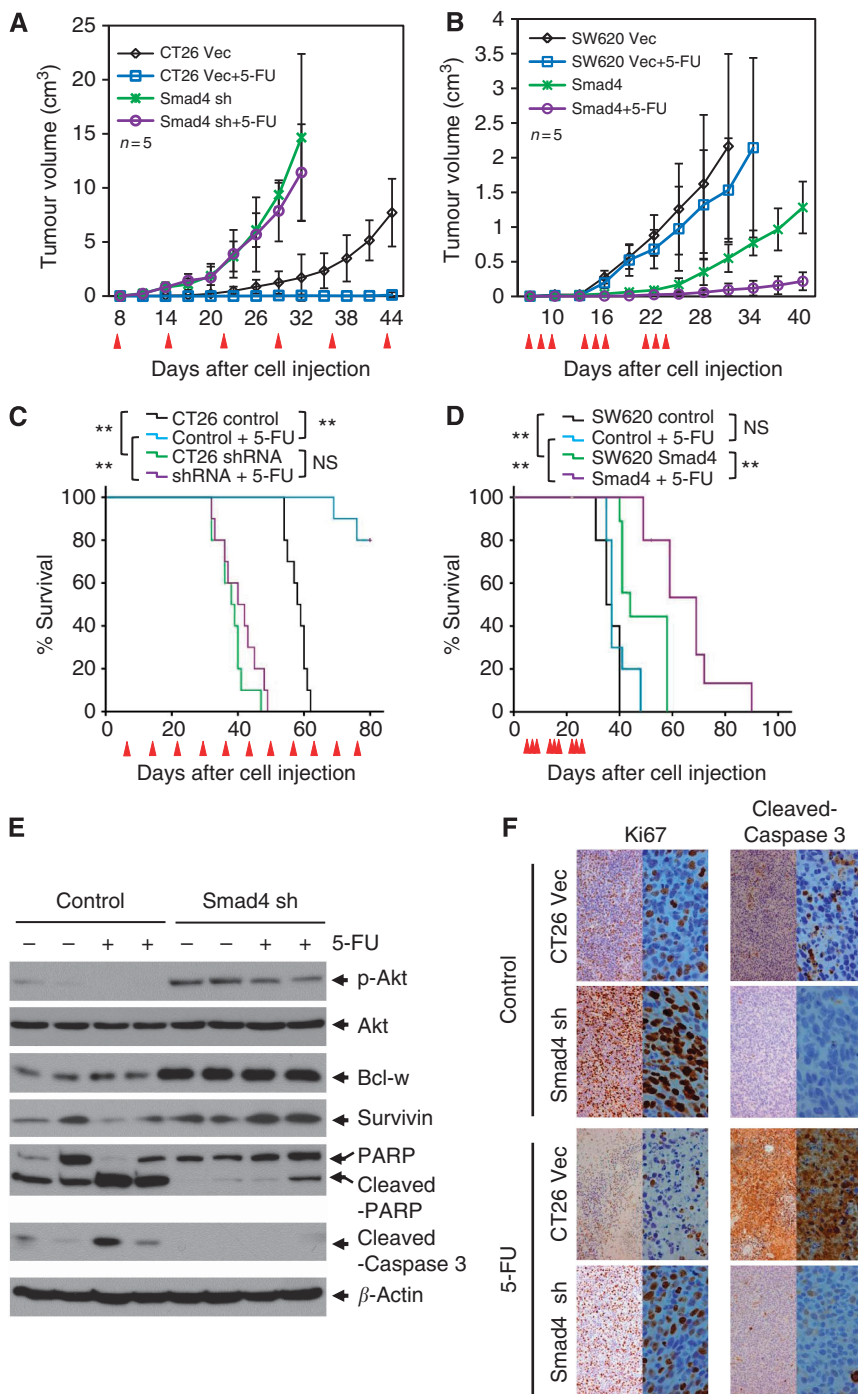 A
25
20
15
10
5
0
Tumour volume (cm3)
CT26 Vec
CT26 Vec+5-FU
Smad4 sh
Smad4 sh+5-FU
n=5
8 14 20 26 32 38 44
Days after cell injection
B
4
3.5
3
2.5
2
1.5
1
0.5
0
Tumour volume (cm3)
SW620 Vec
SW620 Vec+5-FU
Smad4
Smad4+5-FU
n=5
10 16 22 28 34 40
Days after cell injection
C
CT26 control
Control + 5-FU
CT26 shRNA
shRNA + 5-FU
**
**
**
NS
100
80
60
40
20
0
% Survival
0 20 40 60 80
Days after cell injection
D
SW620 control
Control + 5-FU
SW620 Smad4
Smad4 + 5-FU
**
**
NS
**
100
80
60
40
20
0
% Survival
0 20 40 60 80 100
Days after cell injection
E
Control Smad4 sh
– – + + – – + + 5-FU
p-Akt
Akt
Bcl-w
Survivin
PARP
Cleaved
-PARP
Cleaved
-Caspase 3
β-Actin
F
Ki67
Cleaved-
Caspase 3
Control
CT26 Vec
Smad4 sh
5-FU
CT26 Vec
Smad4 sh